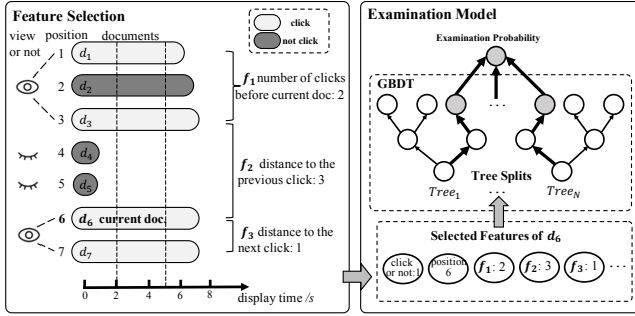 Feature Selection
click
not click
view
or not
position
documents
1
d1
2
d2
3
d3
4
d4
5
d5
6
d6 current doc.
7
d7
f1 number of clicks
before current doc: 2
f2 distance to the
previous click: 3
f3 distance to the
next click: 1
0 2 5 6 8
display time /s
Examination Model
Examination Probability
GBDT
...
Tree Splits
Tree1
...
TreeN
Selected Features of d6
click
or not:1
position
6
f1: 2
f2: 3
f3: 1
...